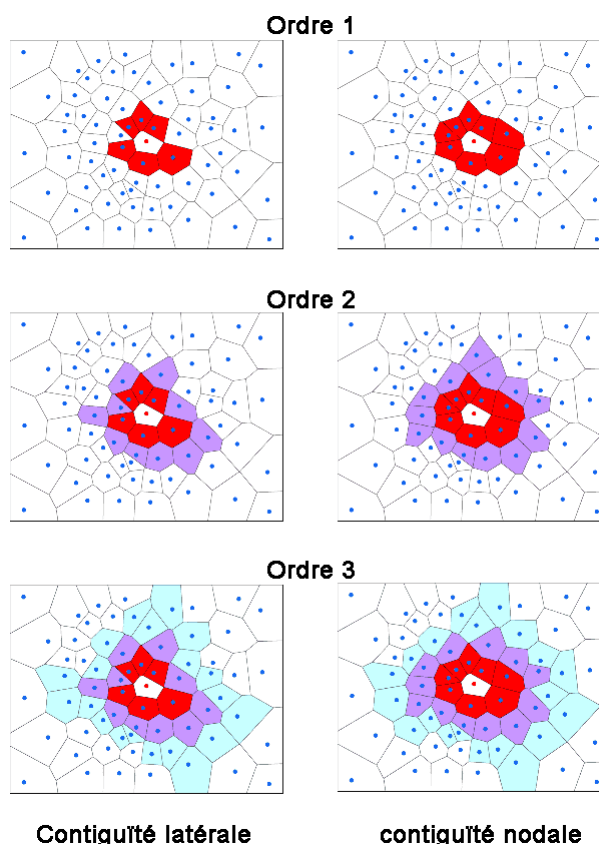 Ordre 1
Ordre 2
Ordre 3
Contiguïté latérale
contiguïté nodale